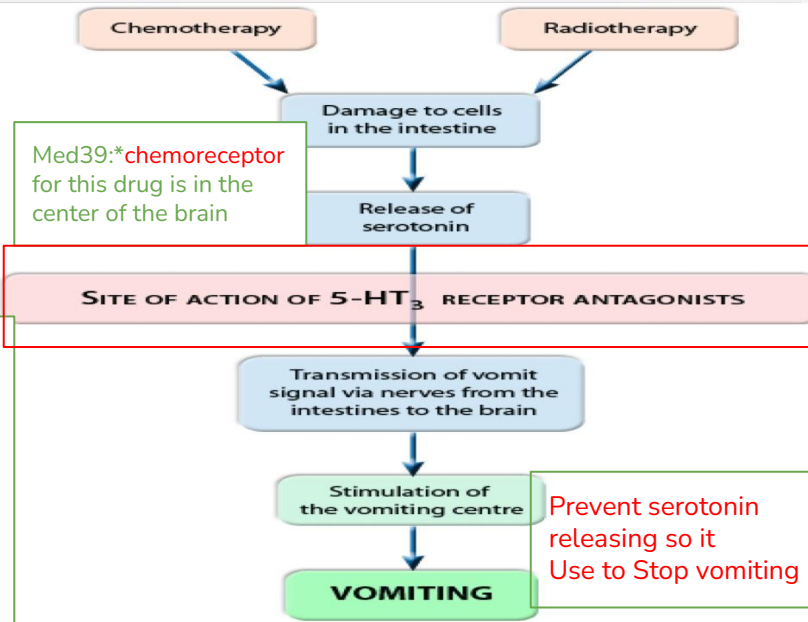 Chemotherapy
Radiotherapy
Damage to cells
in the intestine
Med39:*chemoreceptor
for this drug is in the
center of the brain
Release of
serotonin
SITE OF ACTION OF 5-HT₃ RECEPTOR ANTAGONISTS
Transmission of vomit
signal via nerves from the
intestines to the brain
Stimulation of
the vomiting centre
Prevent serotonin
releasing so it
Use to Stop vomiting
VOMITING